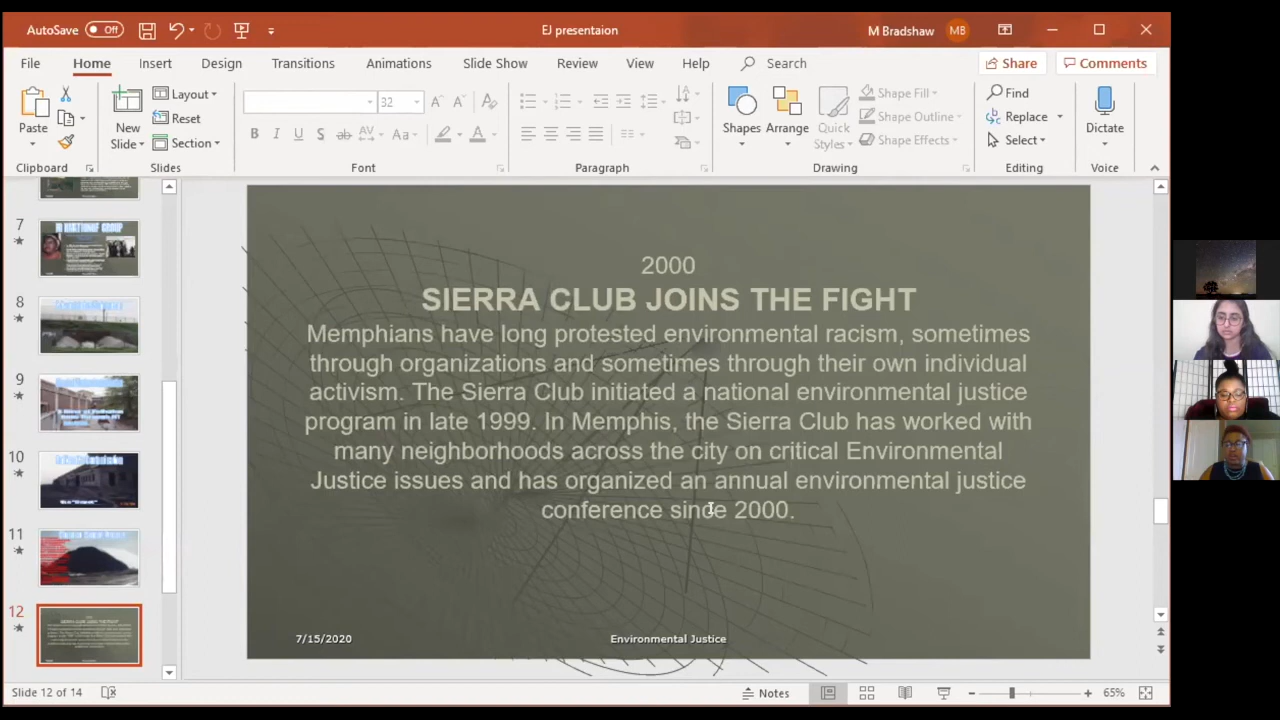 AutoSave Off
EJ presentaion
M Bradshaw MB
File Home Insert Design Transitions Animations Slide Show Review View Help Search Share Comments
Paste
Clipboard
New
Slide
Layout
Reset
Section
Slides
32
Font
Paragraph
Shapes
Arrange
Quick
Styles
Shape Fill
Shape Outline
Shape Effects
Drawing
Find
Replace
Select
Editing
Dictate
Voice
7
8
9
10
11
12
2000
SIERRA CLUB JOINS THE FIGHT
Memphians have long protested environmental racism, sometimes
through organizations and sometimes through their own individual
activism. The Sierra Club initiated a national environmental justice
program in late 1999. In Memphis, the Sierra Club has worked with
many neighborhoods across the city on critical Environmental
Justice issues and has organized an annual environmental justice
conference since 2000.
7/15/2020
Environmental Justice
Slide 12 of 14
Notes
65%